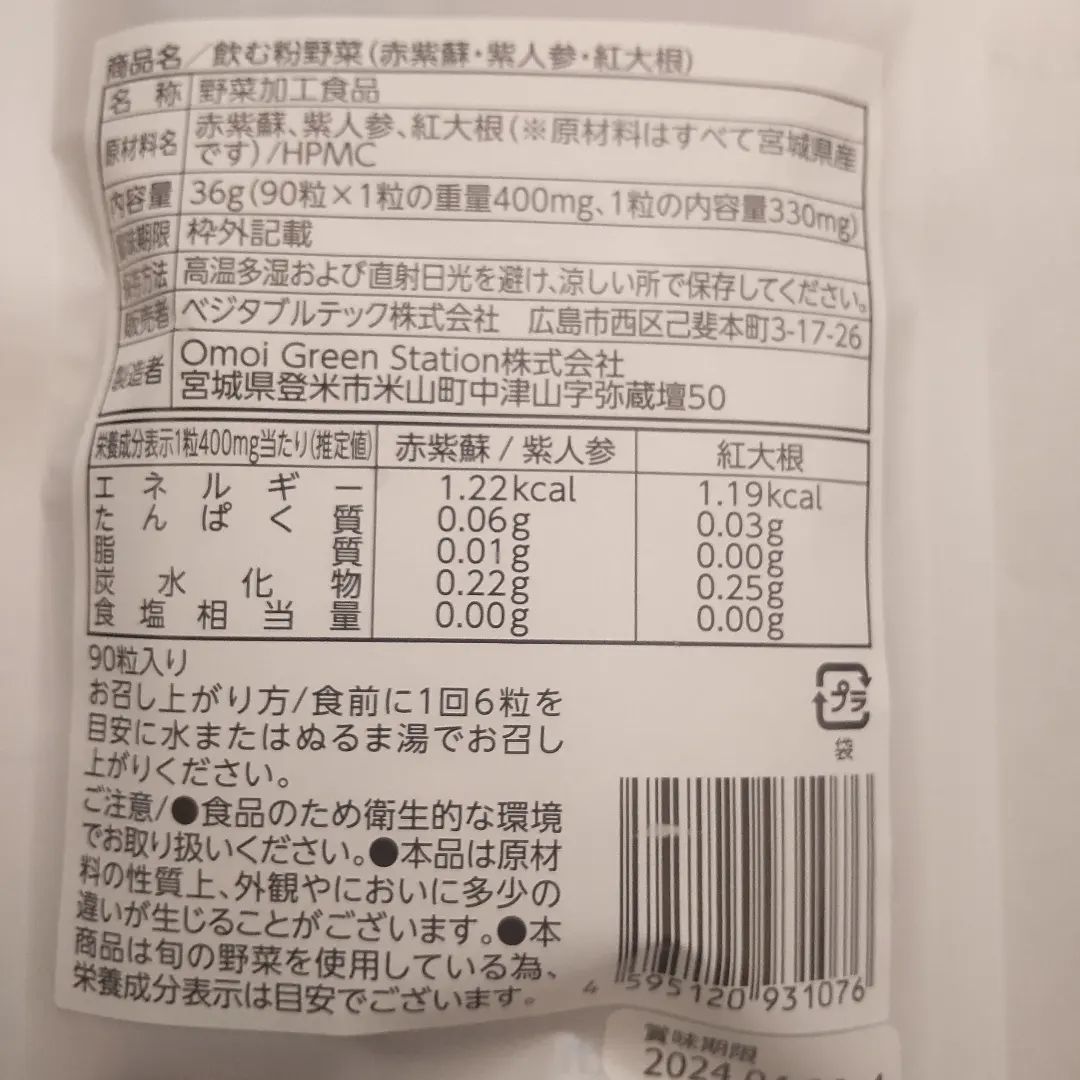 商品名/飲む粉野菜(赤紫蘇・紫人参・紅大根)
名 称 野菜加工食品
原材料名 赤紫蘇、紫人参、紅大根(※原材料はすべて宮城県産
です)/HPMC
内容量 36g(90粒×1粒の重量400mg、1粒の内容量330mg)
賞味期限 枠外記載
保存方法 高温多湿および直射日光を避け、涼しい所で保存してください。
販売者 ベジタブルテック株式会社 広島市西区己斐本町3-17-26
製造者 Omoi Green Station株式会社
宮城県登米市米山町中津山字弥蔵壇50
栄養成分表示1粒400mg当たり(推定値) 赤紫蘇 / 紫人参 紅大根
エネルギー 1.22kcal 1.19kcal
たんぱく質 0.06g 0.03g
脂質 0.01g 0.00g
炭水化物 0.22g 0.25g
食塩相当量 0.00g 0.00g
90粒入り
お召し上がり方/食前に1回6粒を
目安に水またはぬるま湯でお召し
上がりください。
ご注意/●食品のため衛生的な環境
でお取り扱いください。●本品は原材
料の性質上、外観やにおいに多少の
違いが生じることがございます。●本
商品は旬の野菜を使用している為、
栄養成分表示は目安でございます。
プラ
袋
4 595120 931076
賞味期限
2024